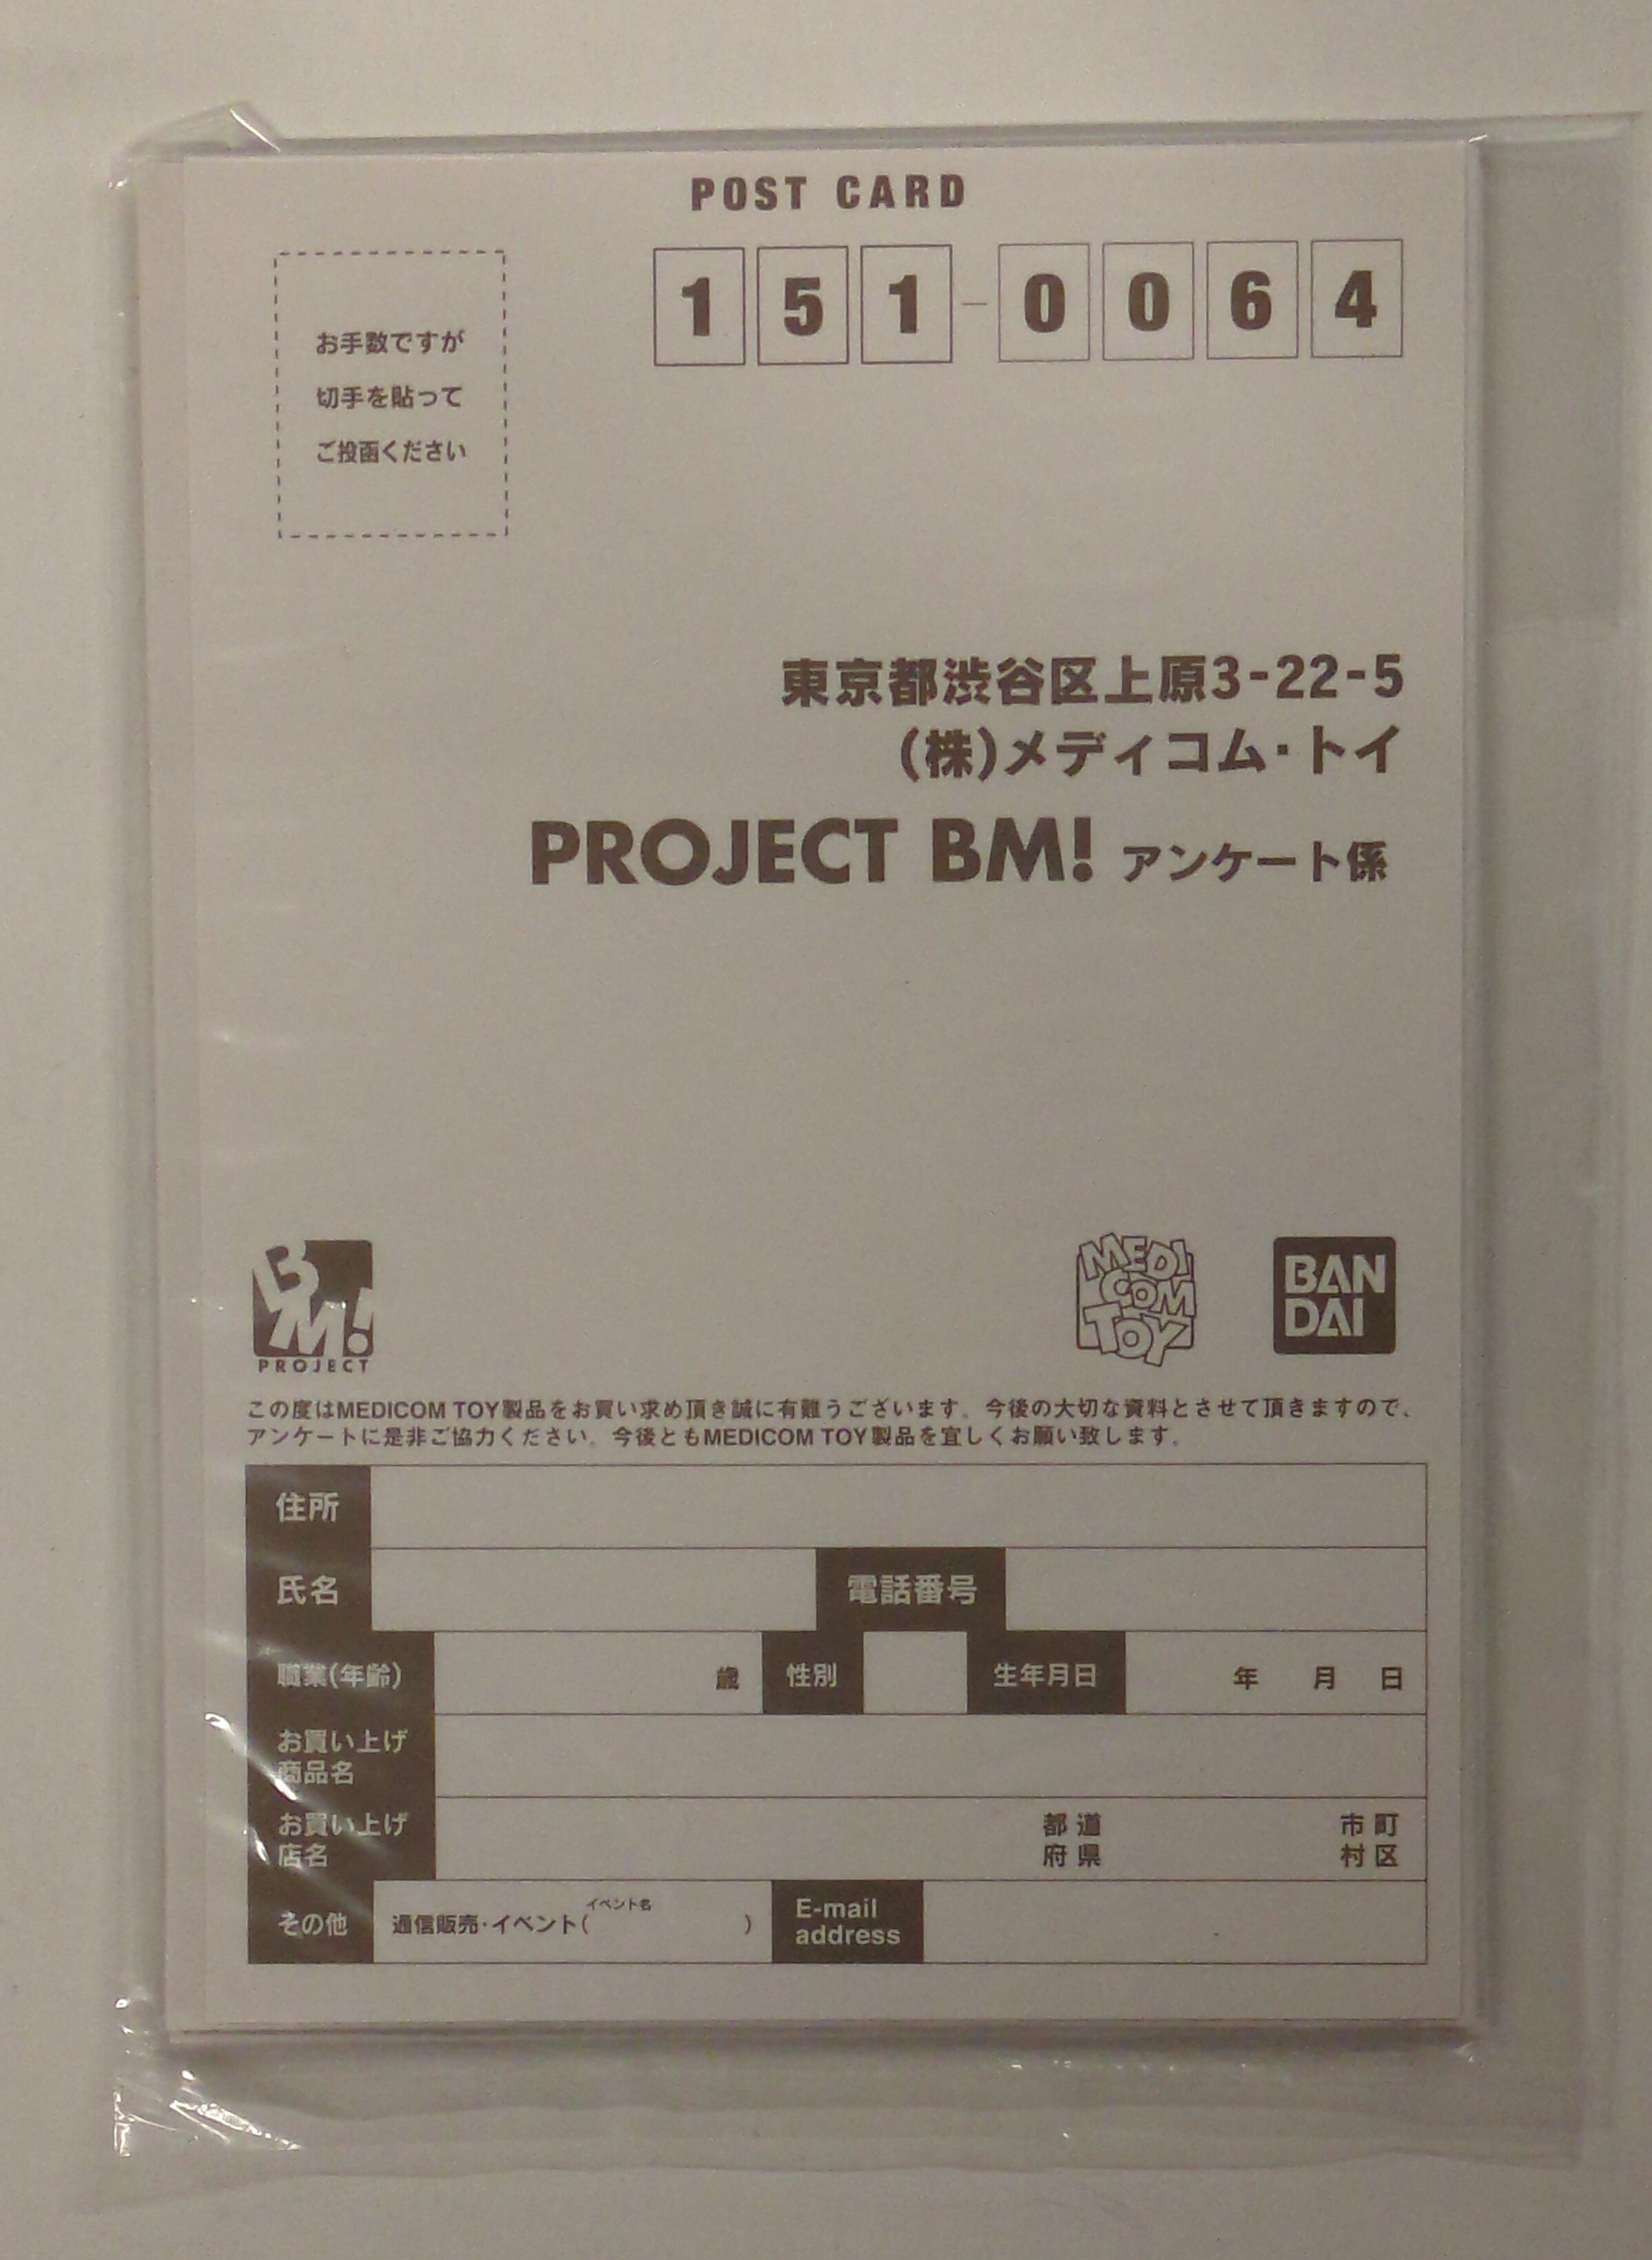 POST CARD
151-0064
お手数ですが
切手を貼って
ご投函ください
東京都渋谷区上原3-22-5
(株)メディコム・トイ
PROJECT BM! アンケート係
BM!
PROJECT
MEDI
COM
TOY
BAN
DAI
この度はMEDICOM TOY製品をお買い求め頂き誠に有難うございます。今後の大切な資料とさせて頂きますので、
アンケートに是非ご協力ください。今後ともMEDICOM TOY製品を宜しくお願い致します。
住所
氏名 電話番号
職業(年齢) 歳 性別 生年月日 年 月 日
お買い上げ
商品名
お買い上げ
店名
都道
府県
市町
村区
その他 通信販売・イベント(イベント名 )
E-mail
address